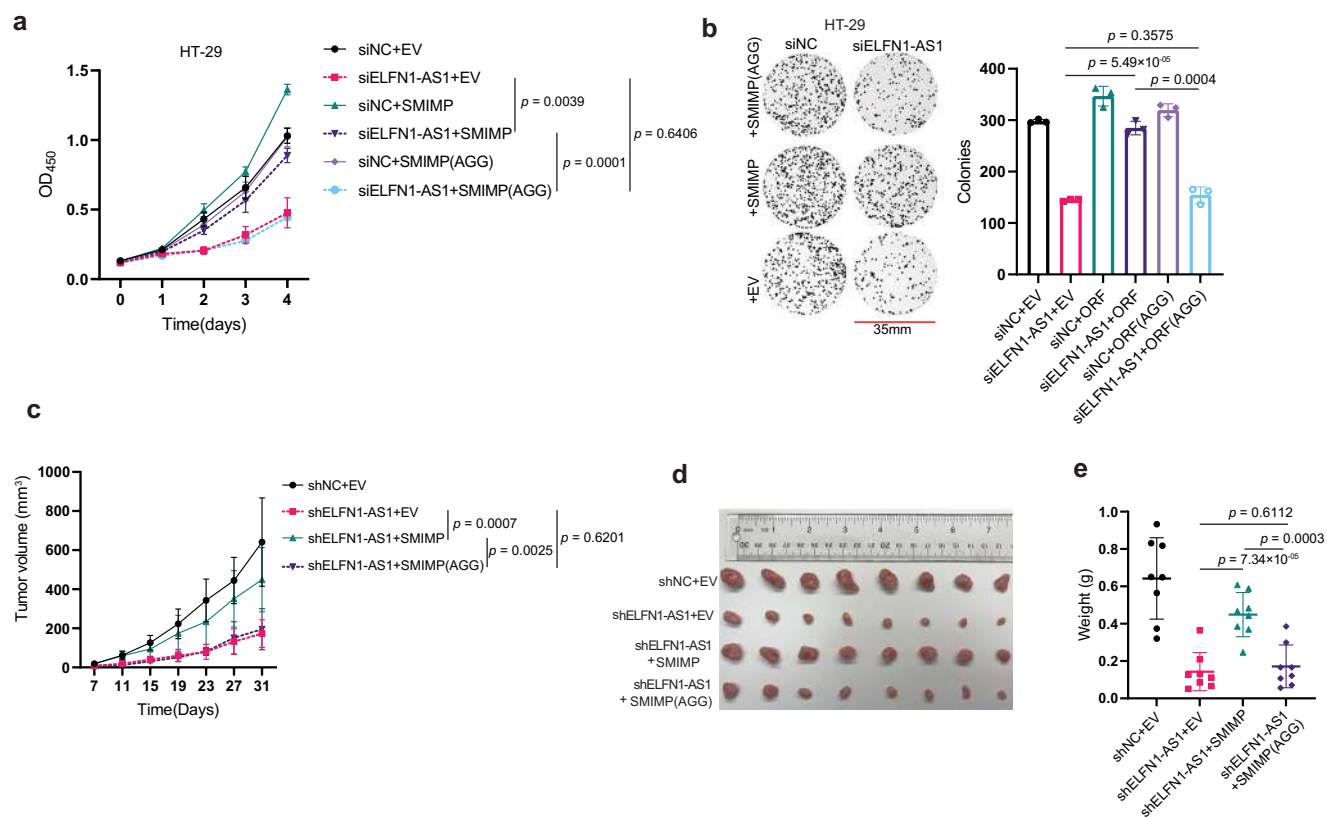 a
HT-29
OD450
1.5
1.0
0.5
0.0
0 1 2 3 4
Time(days)
siNC+EV
siELFN1-AS1+EV
siNC+SMIMP
siELFN1-AS1+SMIMP
siNC+SMIMP(AGG)
siELFN1-AS1+SMIMP(AGG)
p = 0.0039
p = 0.0001
p = 0.6406
b
HT-29
siNC siELFN1-AS1
+SMIMP(AGG)
+SMIMP
+EV
35mm
p = 0.3575
p = 5.49×10-05
p = 0.0004
Colonies
400
300
200
100
0
siNC+EV
siELFN1-AS1+EV
siNC+ORF
siELFN1-AS1+ORF
siNC+ORF(AGG)
siELFN1-AS1+ORF(AGG)
c
Tumor volume (mm3)
1000
800
600
400
200
0
7 11 15 19 23 27 31
Time(Days)
shNC+EV
shELFN1-AS1+EV
shELFN1-AS1+SMIMP
shELFN1-AS1+SMIMP(AGG)
p = 0.0007
p = 0.0025
p = 0.6201
d
shNC+EV
shELFN1-AS1+EV
shELFN1-AS1
+SMIMP
shELFN1-AS1
+ SMIMP(AGG)
e
p = 0.6112
p = 0.0003
p = 7.34×10-05
Weight (g)
1.0
0.8
0.6
0.4
0.2
0.0
shNC+EV
shELFN1-AS1+EV
shELFN1-AS1+SMIMP
shELFN1-AS1
+SMIMP(AGG)